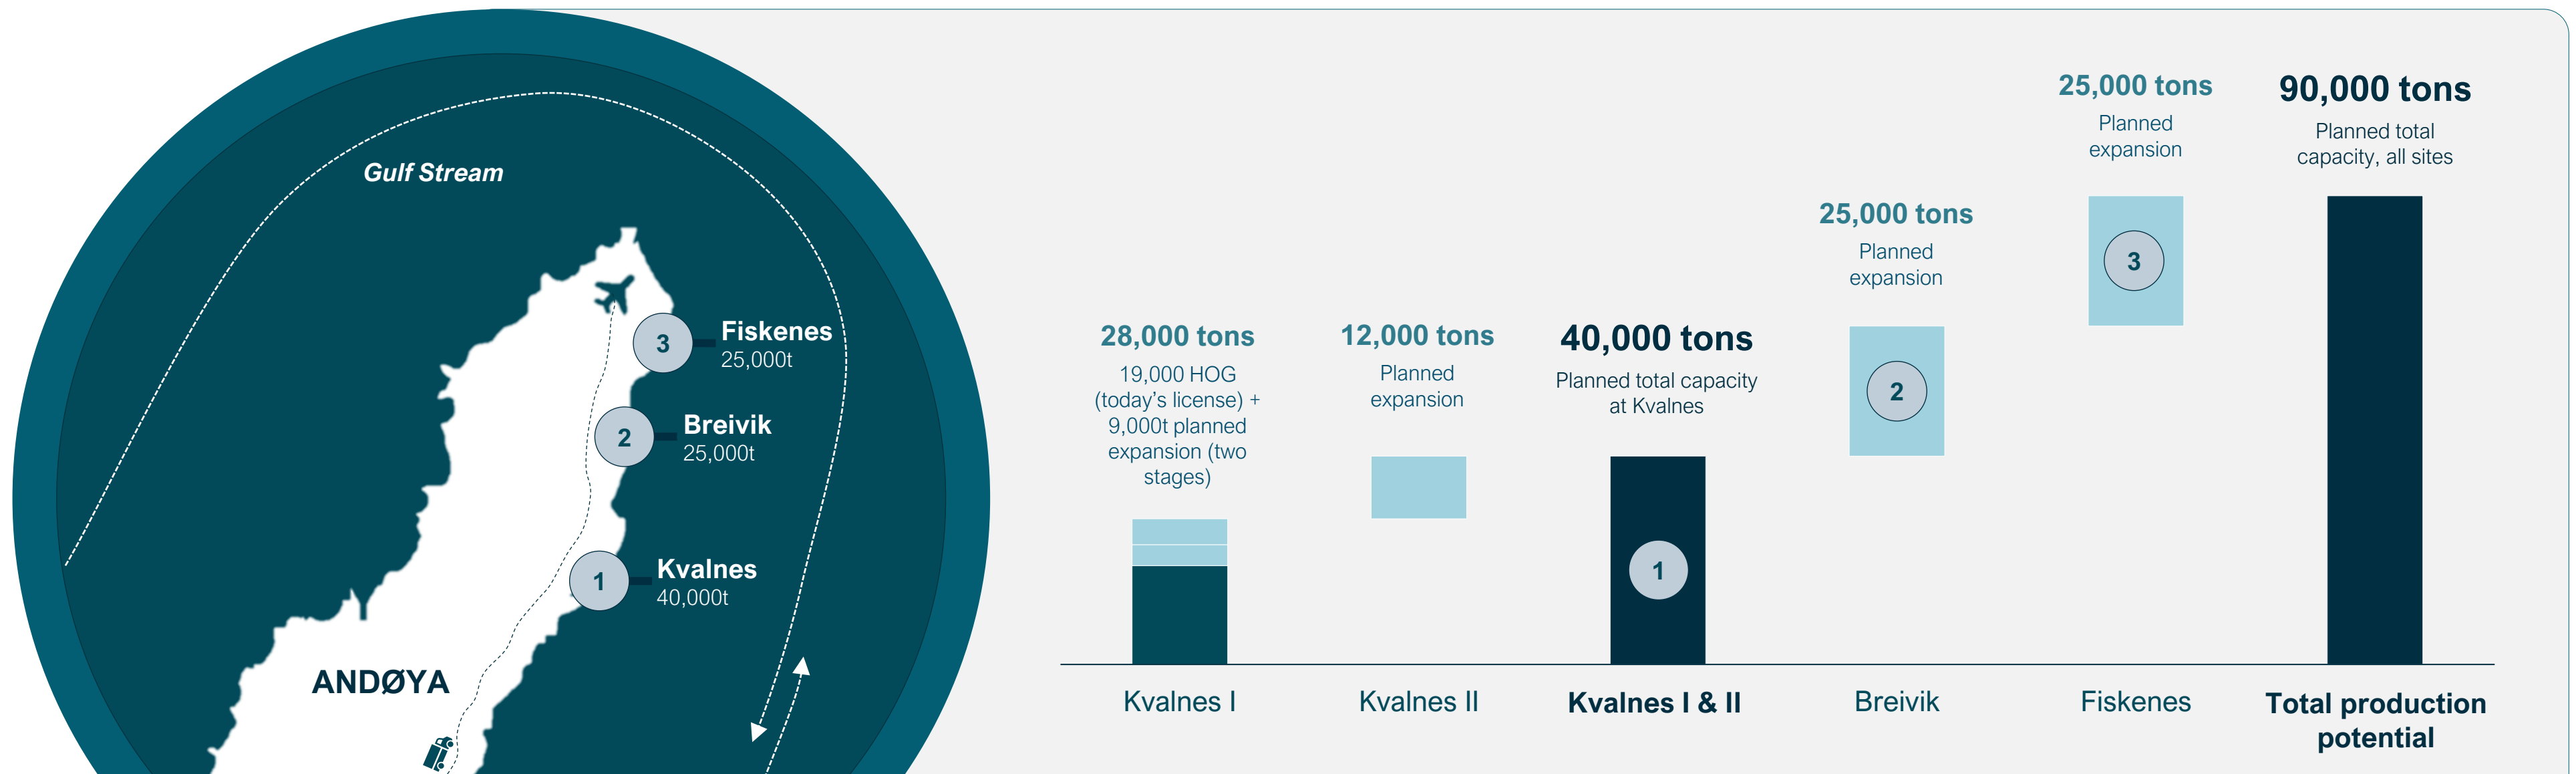 Gulf Stream
3
Fiskenes
25,000t
2
Breivik
25,000t
1
Kvalnes
40,000t
ANDØYA
28,000 tons
19,000 HOG
(today’s license) +
9,000t planned
expansion (two
stages)
Kvalnes I
12,000 tons
Planned
expansion
Kvalnes II
40,000 tons
Planned total capacity
at Kvalnes
1
Kvalnes I & II
25,000 tons
Planned
expansion
2
Breivik
25,000 tons
Planned
expansion
3
Fiskenes
90,000 tons
Planned total
capacity, all sites
Total production
potential